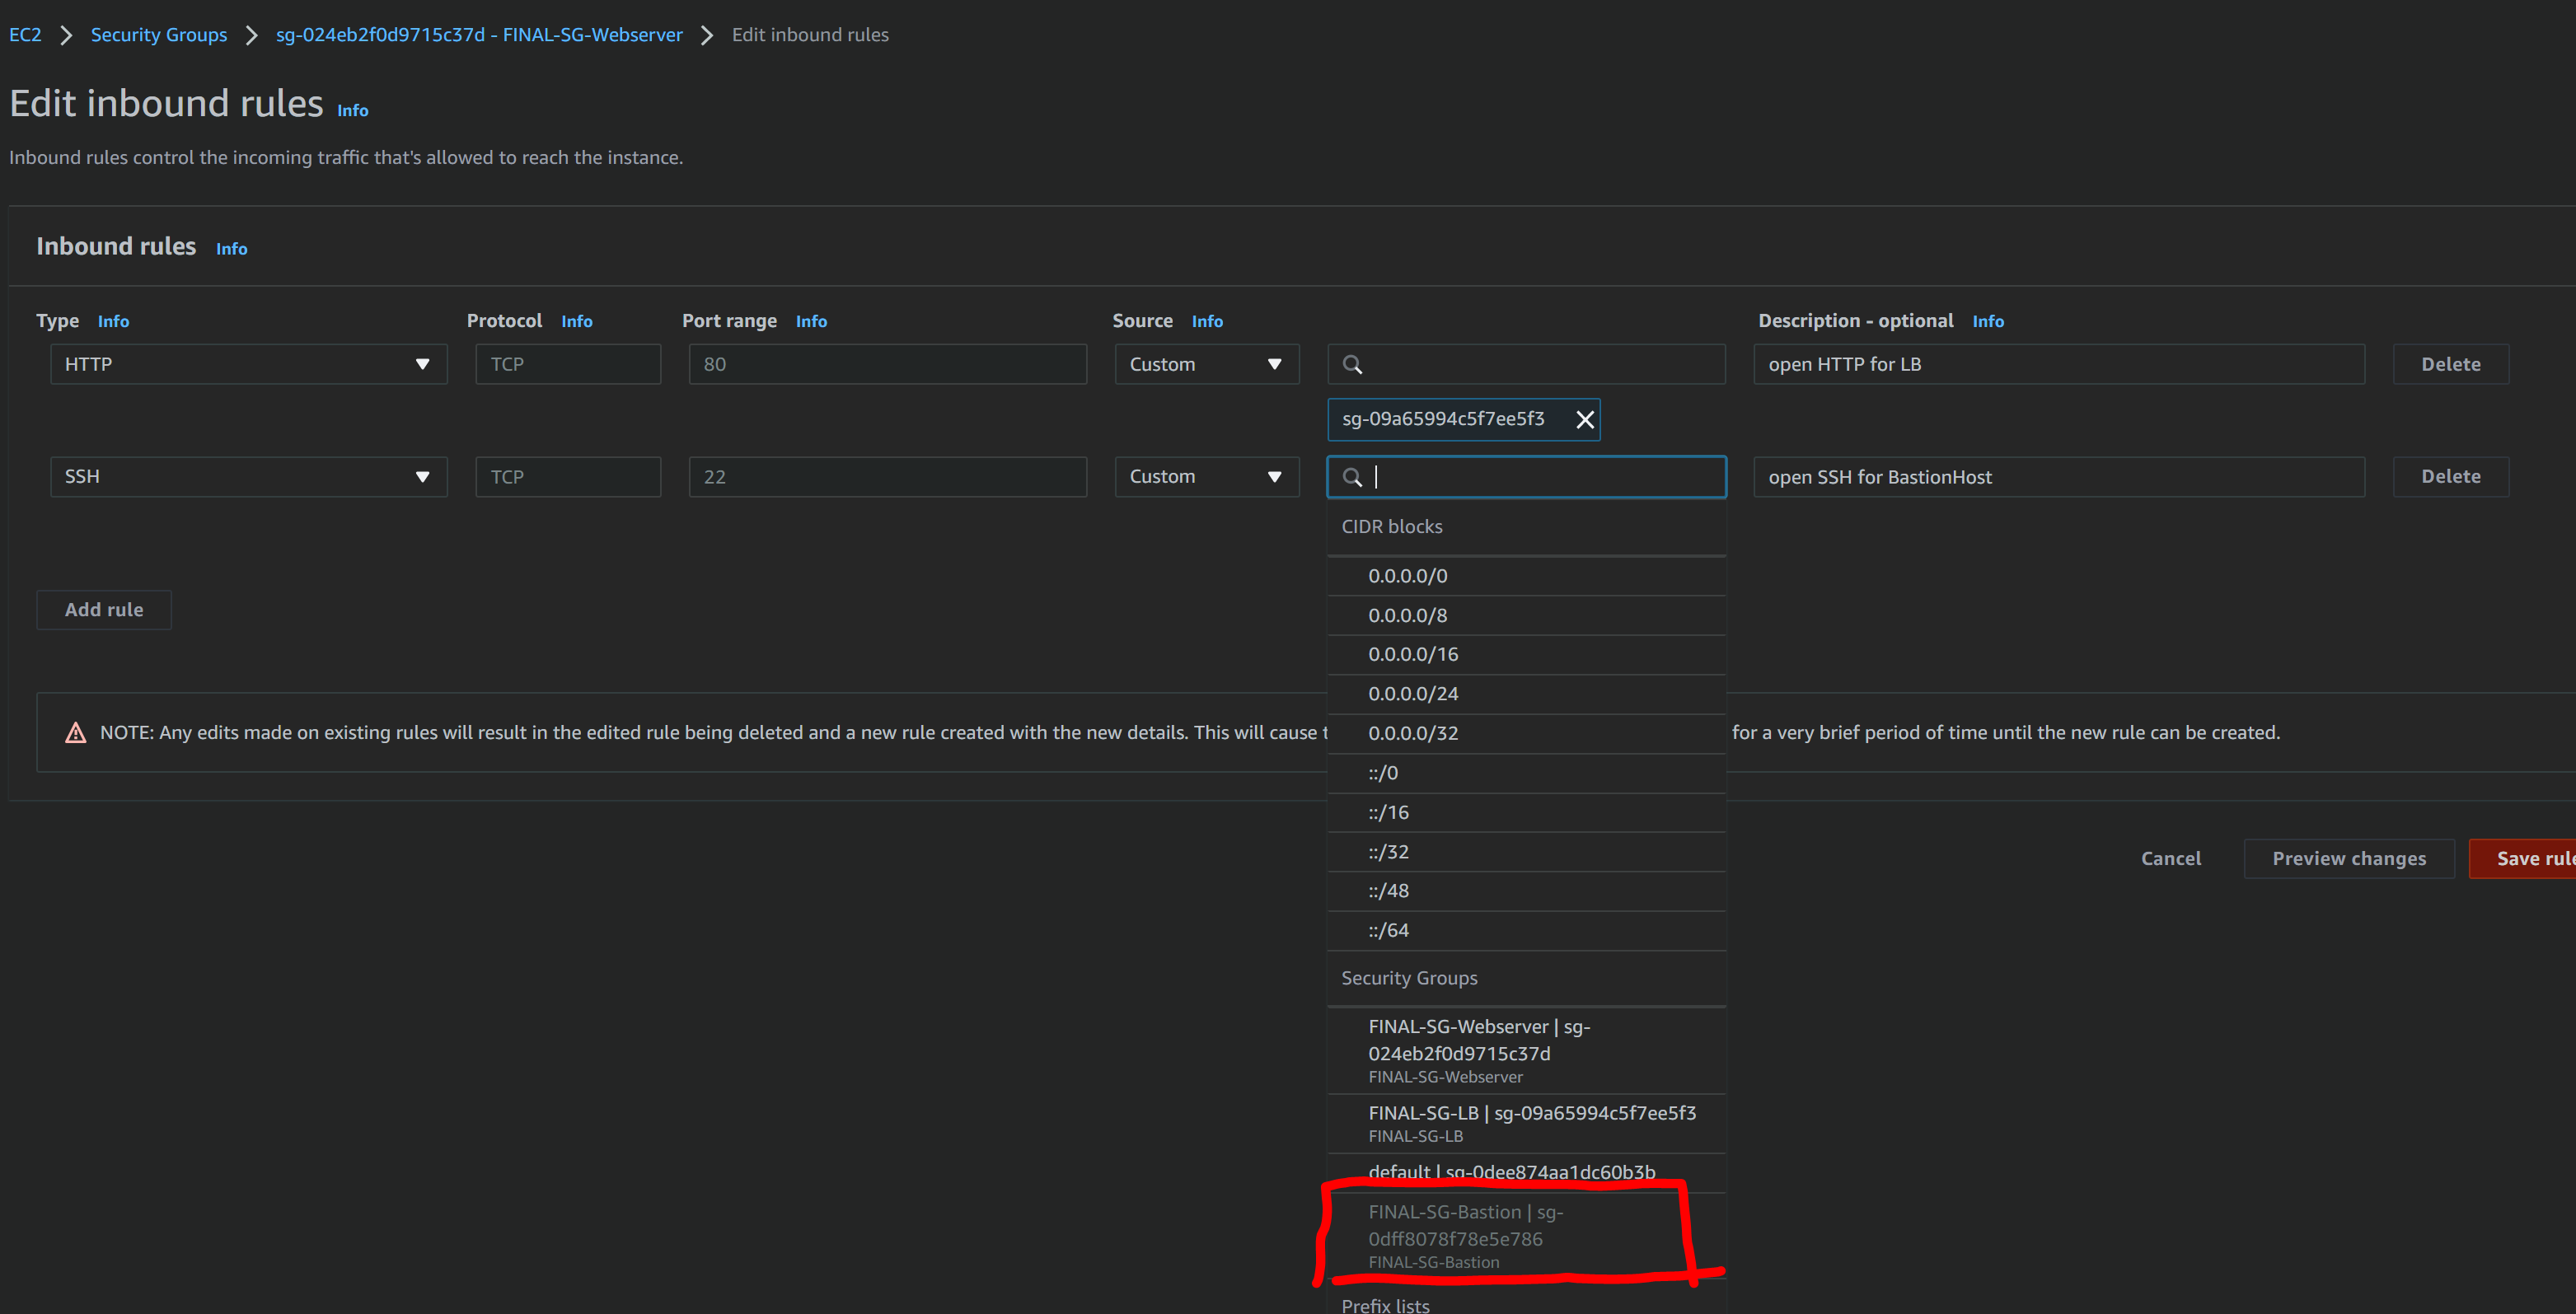 EC2 > Security Groups > sg-024eb2f0d9715c37d - FINAL-SG-Webserver > Edit inbound rules
Edit inbound rules Info
Inbound rules control the incoming traffic that's allowed to reach the instance.
Inbound rules Info
Type Info Protocol Info Port range Info Source Info Description - optional Info
HTTP TCP 80 Custom open HTTP for LB Delete
sg-09a65994c5f7ee5f3
SSH TCP 22 Custom open SSH for BastionHost Delete
CIDR blocks
0.0.0.0/0
Add rule
0.0.0.0/8
0.0.0.0/16
0.0.0.0/24
NOTE: Any edits made on existing rules will result in the edited rule being deleted and a new rule created with the new details. This will cause for a very brief period of time until the new rule can be created.
0.0.0.0/32
::/0
::/16
::/32
Cancel Preview changes Save
::/48
::/64
Security Groups
FINAL-SG-Webserver | sg-
024eb2f0d9715c37d
FINAL-SG-Webserver
FINAL-SG-LB | sg-09a65994c5f7ee5f3
FINAL-SG-LB
default | sg-0dee874aa1dc60b3b
FINAL-SG-Bastion | sg-
0dff8078f78e5e786
FINAL-SG-Bastion
Prefix lists